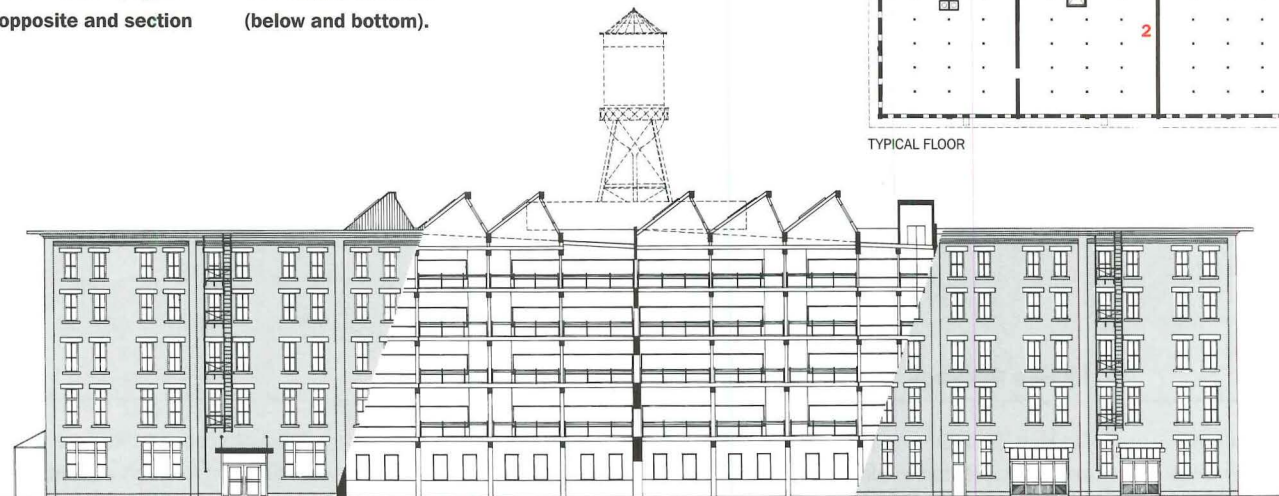 opposite and section (below and bottom).
2
TYPICAL FLOOR